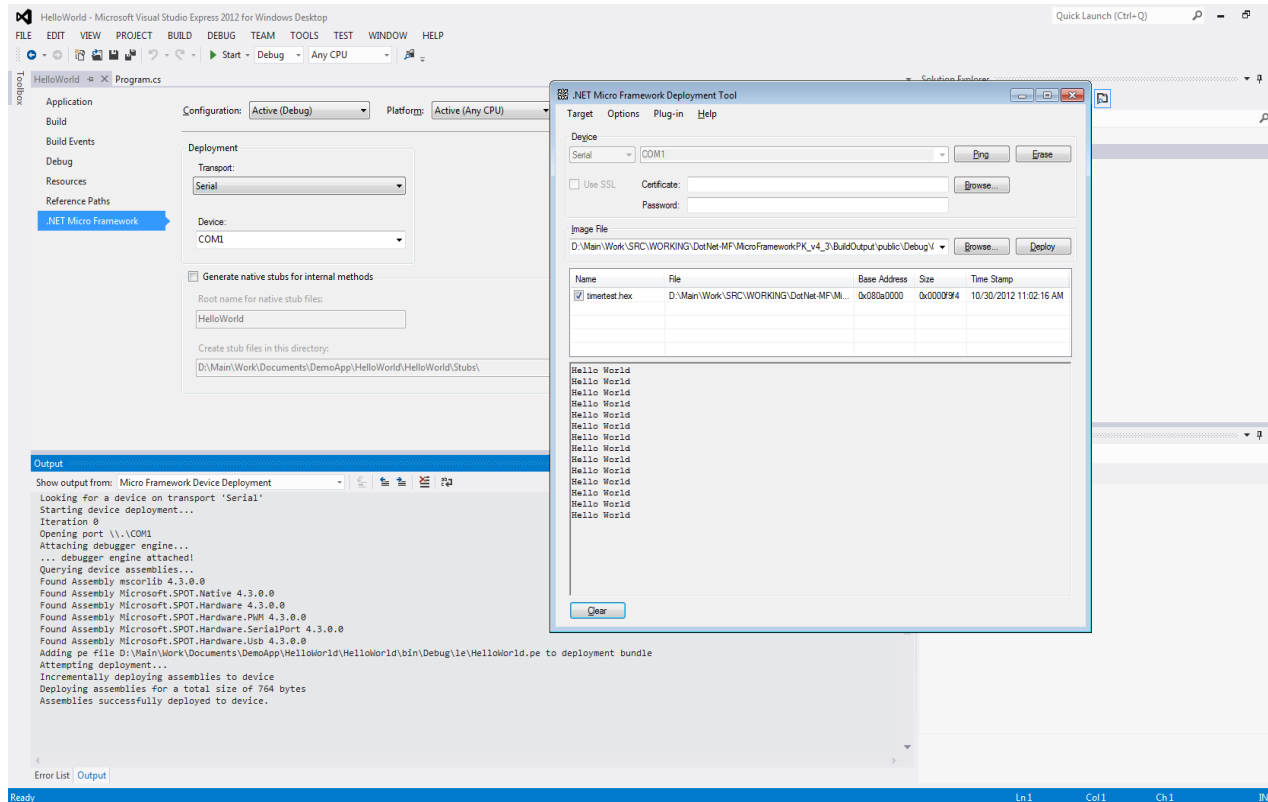 HelloWorld - Microsoft Visual Studio Express 2012 for Windows Desktop
Quick Launch (Ctrl+Q)
FILE EDIT VIEW PROJECT BUILD DEBUG TEAM TOOLS TEST WINDOW HELP
Start Debug Any CPU
Toolbox
HelloWorld Program.cs
Solution Explorer
Application
Build
Build Events
Debug
Resources
Reference Paths
.NET Micro Framework
Configuration: Active (Debug) Platform: Active (Any CPU)
Deployment
Transport:
Serial
Device:
COM1
Generate native stubs for internal methods
Root name for native stub files:
HelloWorld
Create stub files in this directory:
D:\Main\Work\Documents\DemoApp\HelloWorld\HelloWorld\Stubs\
.NET Micro Framework Deployment Tool
Target Options Plug-in Help
Device
Serial COM1 Ping Erase
Use SSL Certificate: Browse...
Password:
Image File
D:\Main\Work\SRC\WORKING\DotNet-MF\MicroFrameworkPK_v4_3\BuildOutput\public\Debug\ Browse... Deploy
Name File Base Address Size Time Stamp
timertest.hex D:\Main\Work\SRC\WORKING\DotNet-MF\Mi... 0x080a0000 0x0000f9f4 10/30/2012 11:02:16 AM
Hello World
Hello World
Hello World
Hello World
Hello World
Hello World
Hello World
Hello World
Hello World
Hello World
Hello World
Hello World
Hello World
Hello World
Clear
Output
Show output from: Micro Framework Device Deployment
Looking for a device on transport 'Serial'
Starting device deployment...
Iteration 0
Opening port \\.\COM1
Attaching debugger engine...
... debugger engine attached!
Querying device assemblies...
Found Assembly mscorlib 4.3.0.0
Found Assembly Microsoft.SPOT.Native 4.3.0.0
Found Assembly Microsoft.SPOT.Hardware 4.3.0.0
Found Assembly Microsoft.SPOT.Hardware.PWM 4.3.0.0
Found Assembly Microsoft.SPOT.Hardware.SerialPort 4.3.0.0
Found Assembly Microsoft.SPOT.Hardware.Usb 4.3.0.0
Adding pe file D:\Main\Work\Documents\DemoApp\HelloWorld\HelloWorld\bin\Debug\le\HelloWorld.pe to deployment bundle
Attempting deployment...
Incrementally deploying assemblies to device
Deploying assemblies for a total size of 764 bytes
Assemblies successfully deployed to device.
Error List Output
Ready Ln 1 Col 1 Ch 1 IN